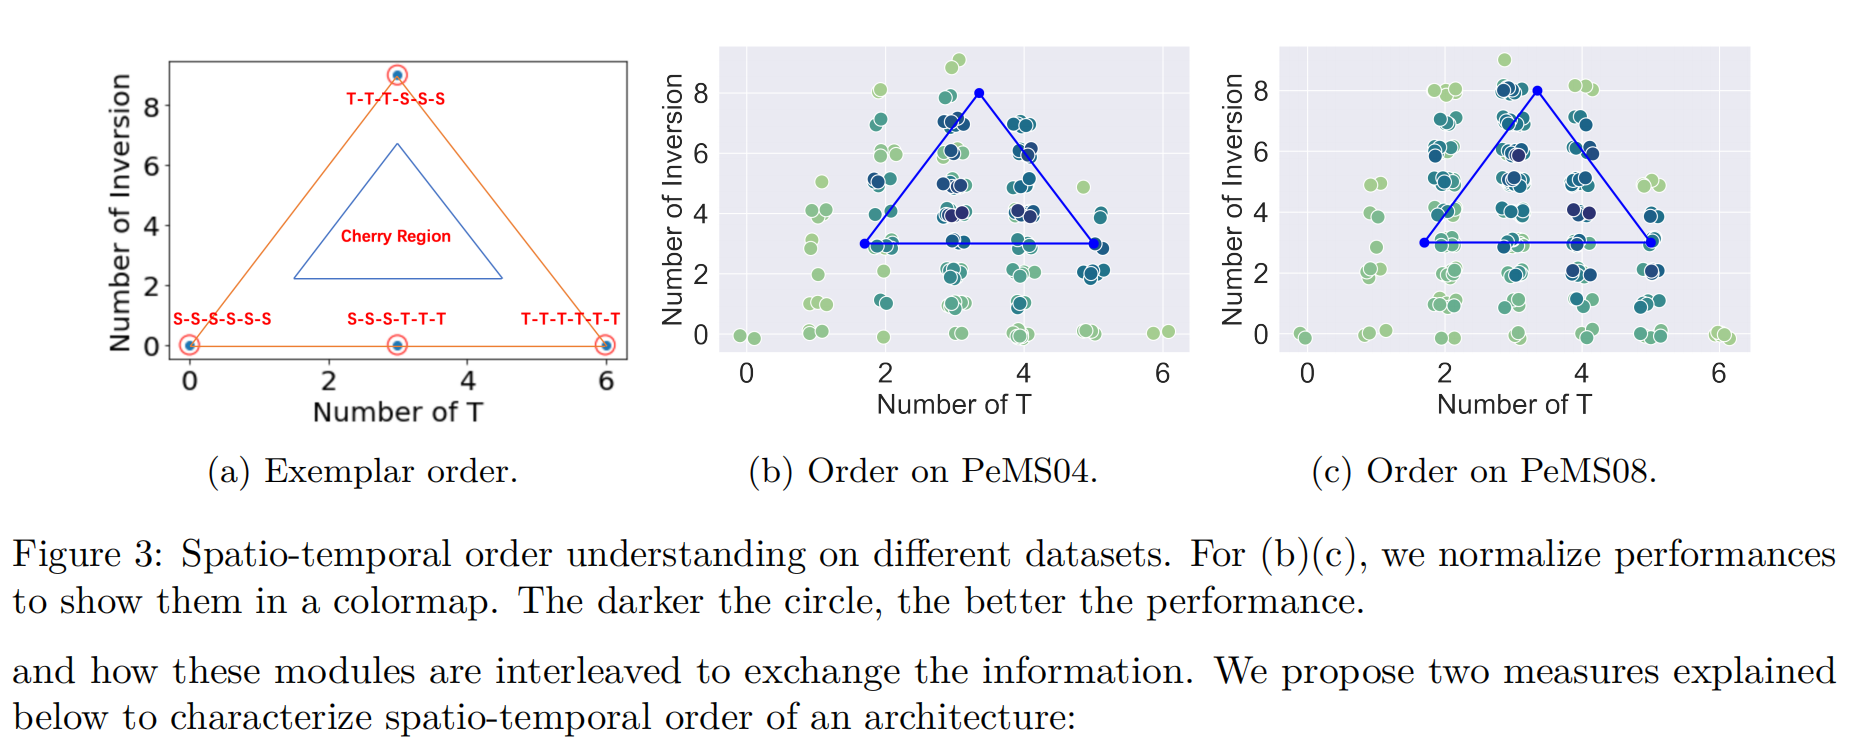 Number of Inversion
8
6
4
2
0
T-T-T-S-S-S
Cherry Region
S-S-S-S-S-S
S-S-S-T-T-T
T-T-T-T-T-T
0 2 4 6
Number of T
(a) Exemplar order.
Number of Inversion
8
6
4
2
0
0 2 4 6
Number of T
(b) Order on PeMS04.
Number of Inversion
8
6
4
2
0
0 2 4 6
Number of T
(c) Order on PeMS08.
Figure 3: Spatio-temporal order understanding on different datasets. For (b)(c), we normalize performances
to show them in a colormap. The darker the circle, the better the performance.
and how these modules are interleaved to exchange the information. We propose two measures explained
below to characterize spatio-temporal order of an architecture: